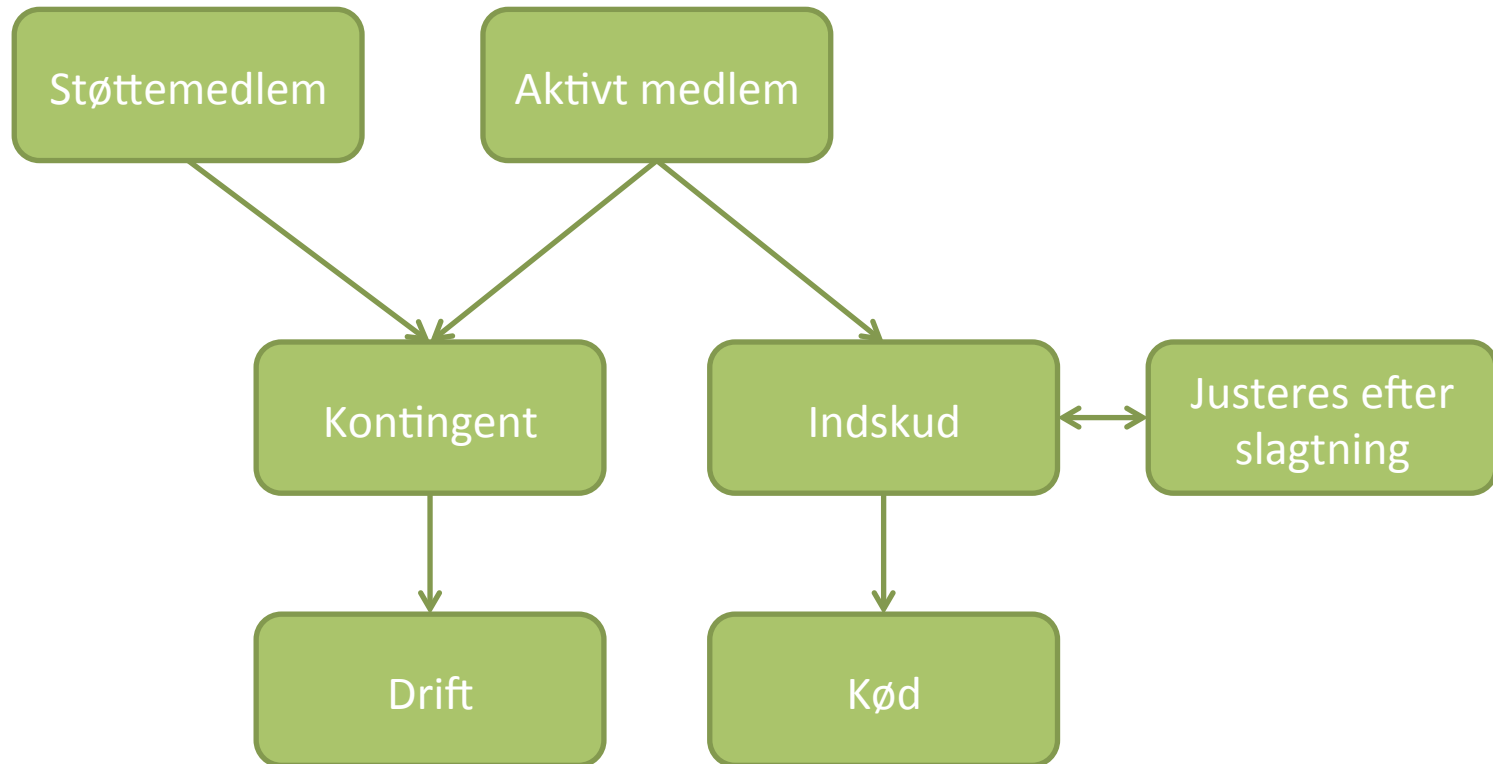 Støttemedlem
Aktivt medlem
Kontingent
Indskud
Justeres efter
slagtning
Drift
Kød